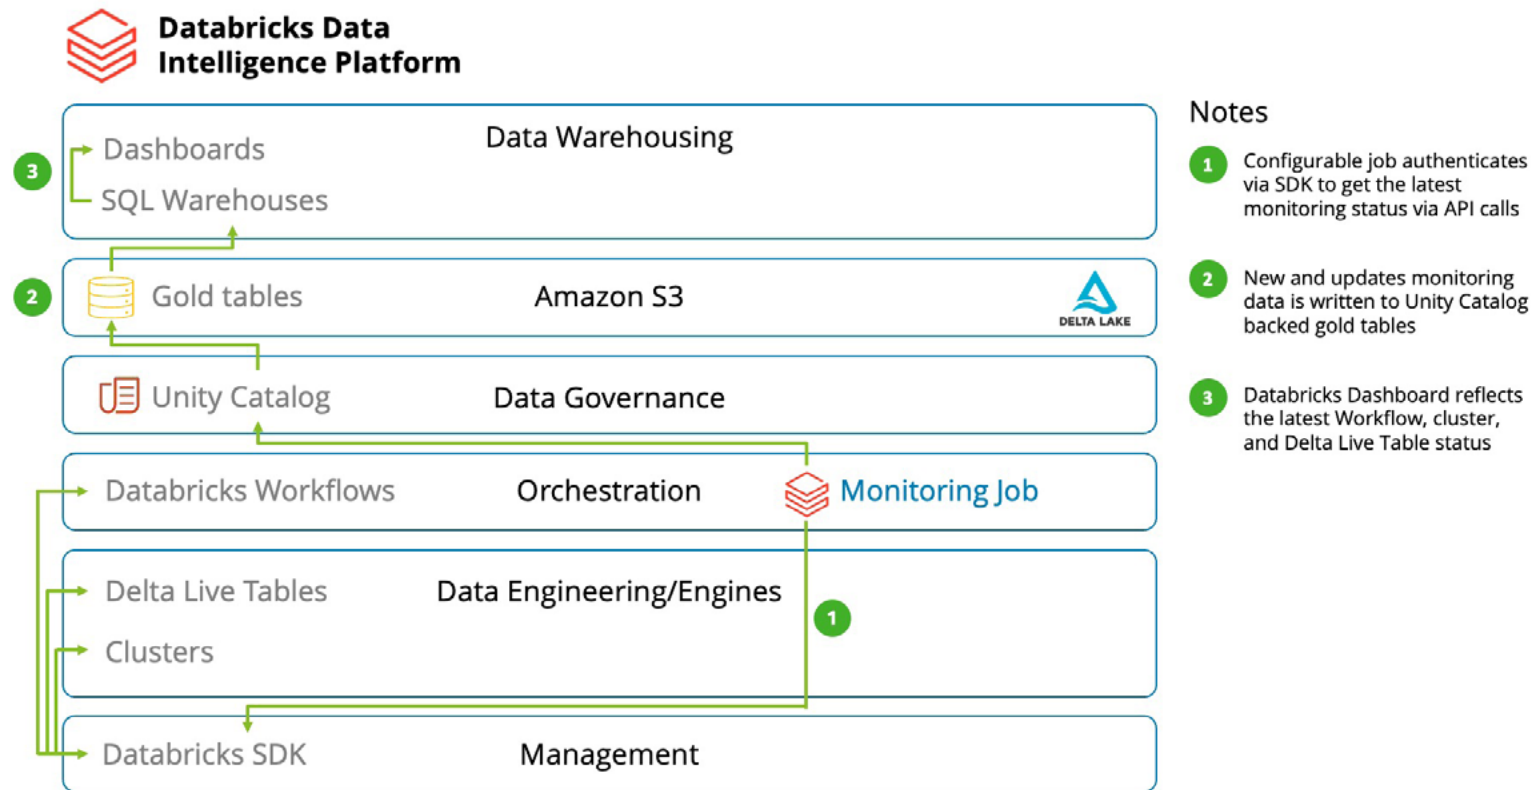 Databricks Data
Intelligence Platform
Dashboards
Data Warehousing
3
SQL Warehouses
2
Gold tables
Amazon S3
DELTA LAKE
Unity Catalog
Data Governance
Databricks Workflows
Orchestration
Monitoring Job
Delta Live Tables
Data Engineering/Engines
1
Clusters
Databricks SDK
Management
Notes
1
Configurable job authenticates
via SDK to get the latest
monitoring status via API calls
2
New and updates monitoring
data is written to Unity Catalog
backed gold tables
3
Databricks Dashboard reflects
the latest Workflow, cluster,
and Delta Live Table status